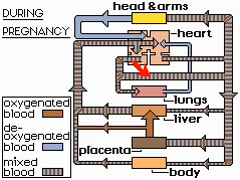 DURING
PREGNANCY
head & arms
heart
lungs
liver
placenta
body
oxygenated
blood
de-
oxygenated
blood
mixed
blood